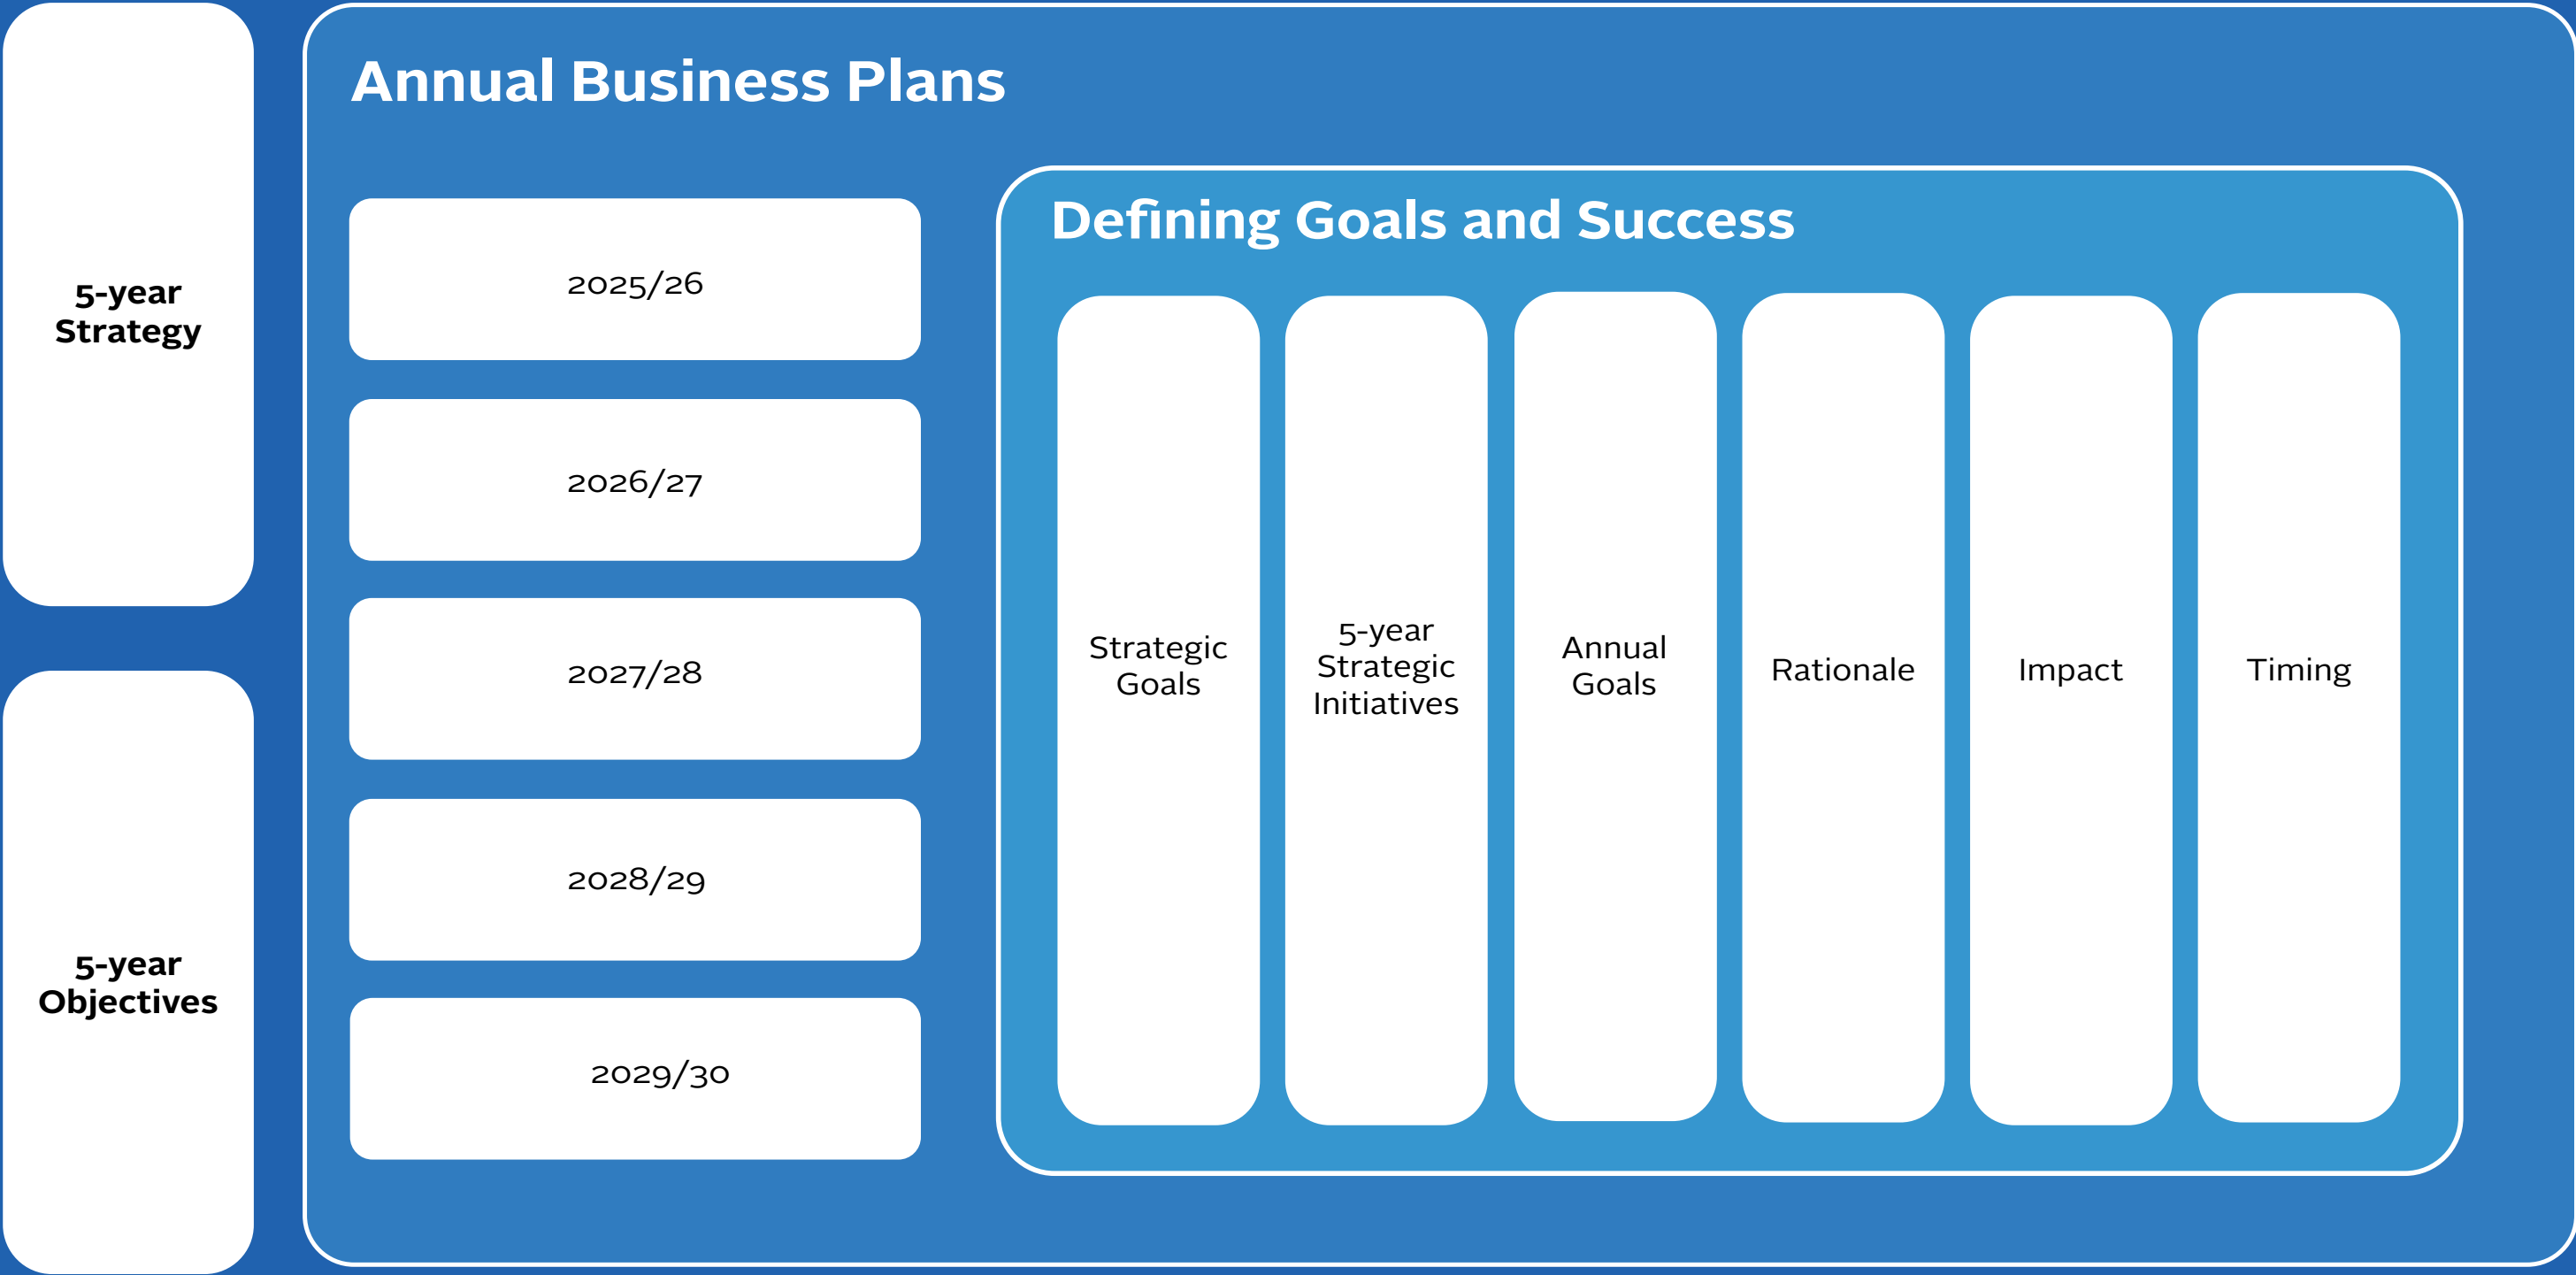 5-year
Strategy
5-year
Objectives
Annual Business Plans
2025/26
2026/27
2027/28
2028/29
2029/30
Defining Goals and Success
Strategic
Goals
5-year
Strategic
Initiatives
Annual
Goals
Rationale
Impact
Timing